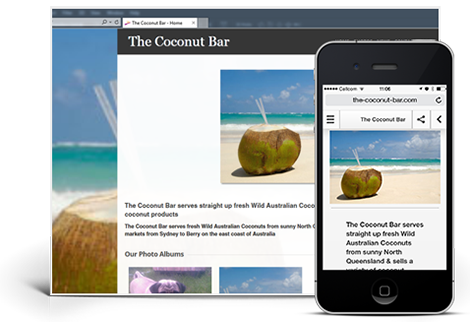 The Coconut Bar - Home
The Coconut Bar
The Coconut Bar serves straight up fresh Wild Australian Coco
coconut products
The Coconut Bar serves fresh Wild Australian Coconuts from sunny North
markets from Sydney to Berry on the east coast of Australia
Our Photo Albums
Cellcom
11:06
the-coconut-bar.com
The Coconut Bar
The Coconut Bar serves
straight up fresh Wild
Australian Coconuts
from sunny North
Queensland & sells a
variety of coconut